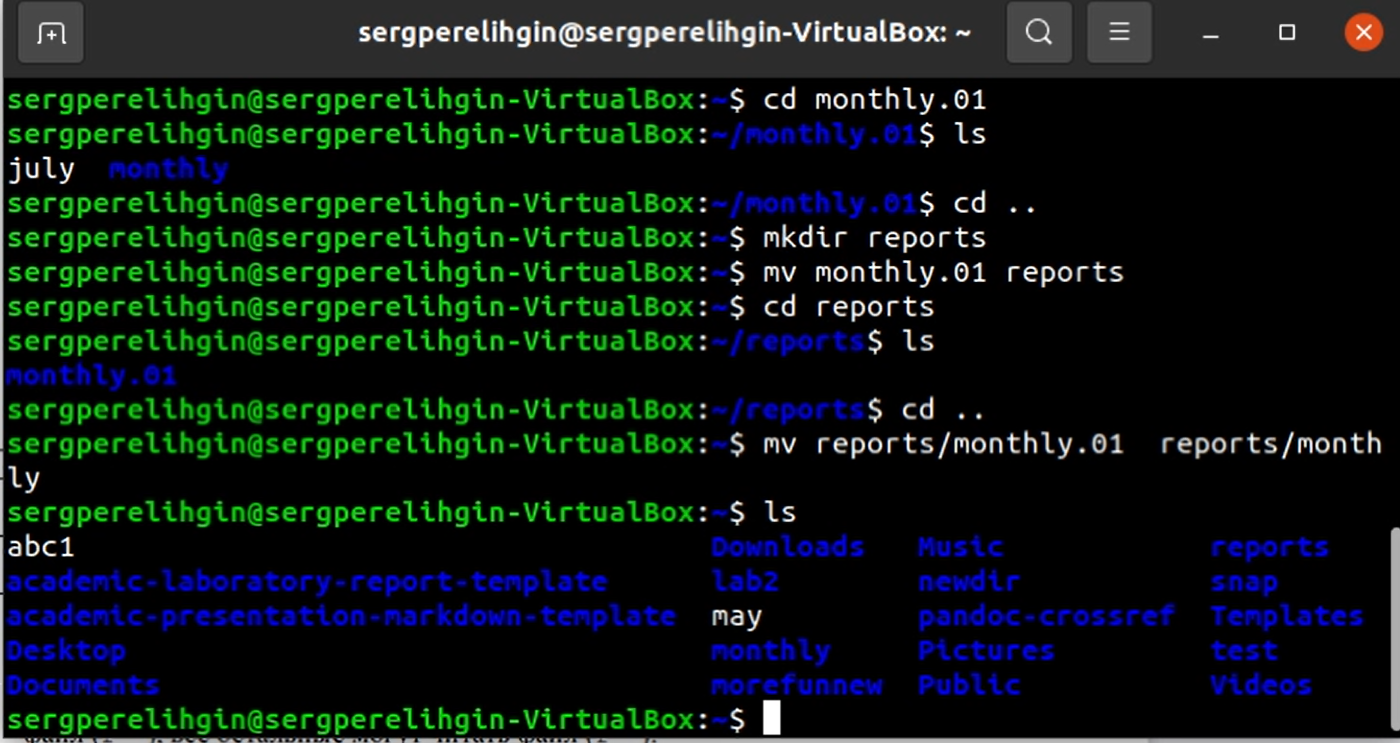 sergperelihgin@sergperelihgin-VirtualBox: ~
sergperelihgin@sergperelihgin-VirtualBox:~$ cd monthly.01
sergperelihgin@sergperelihgin-VirtualBox:~/monthly.01$ ls
july  monthly
sergperelihgin@sergperelihgin-VirtualBox:~/monthly.01$ cd ..
sergperelihgin@sergperelihgin-VirtualBox:~$ mkdir reports
sergperelihgin@sergperelihgin-VirtualBox:~$ mv monthly.01 reports
sergperelihgin@sergperelihgin-VirtualBox:~$ cd reports
sergperelihgin@sergperelihgin-VirtualBox:~/reports$ ls
monthly.01
sergperelihgin@sergperelihgin-VirtualBox:~/reports$ cd ..
sergperelihgin@sergperelihgin-VirtualBox:~$ mv reports/monthly.01  reports/month
ly
sergperelihgin@sergperelihgin-VirtualBox:~$ ls
abc1  Downloads  Music  reports
academic-laboratory-report-template  lab2  newdir  snap
academic-presentation-markdown-template  may  pandoc-crossref  Templates
Desktop  monthly  Pictures  test
Documents  morefunnew  Public  Videos
sergperelihgin@sergperelihgin-VirtualBox:~$